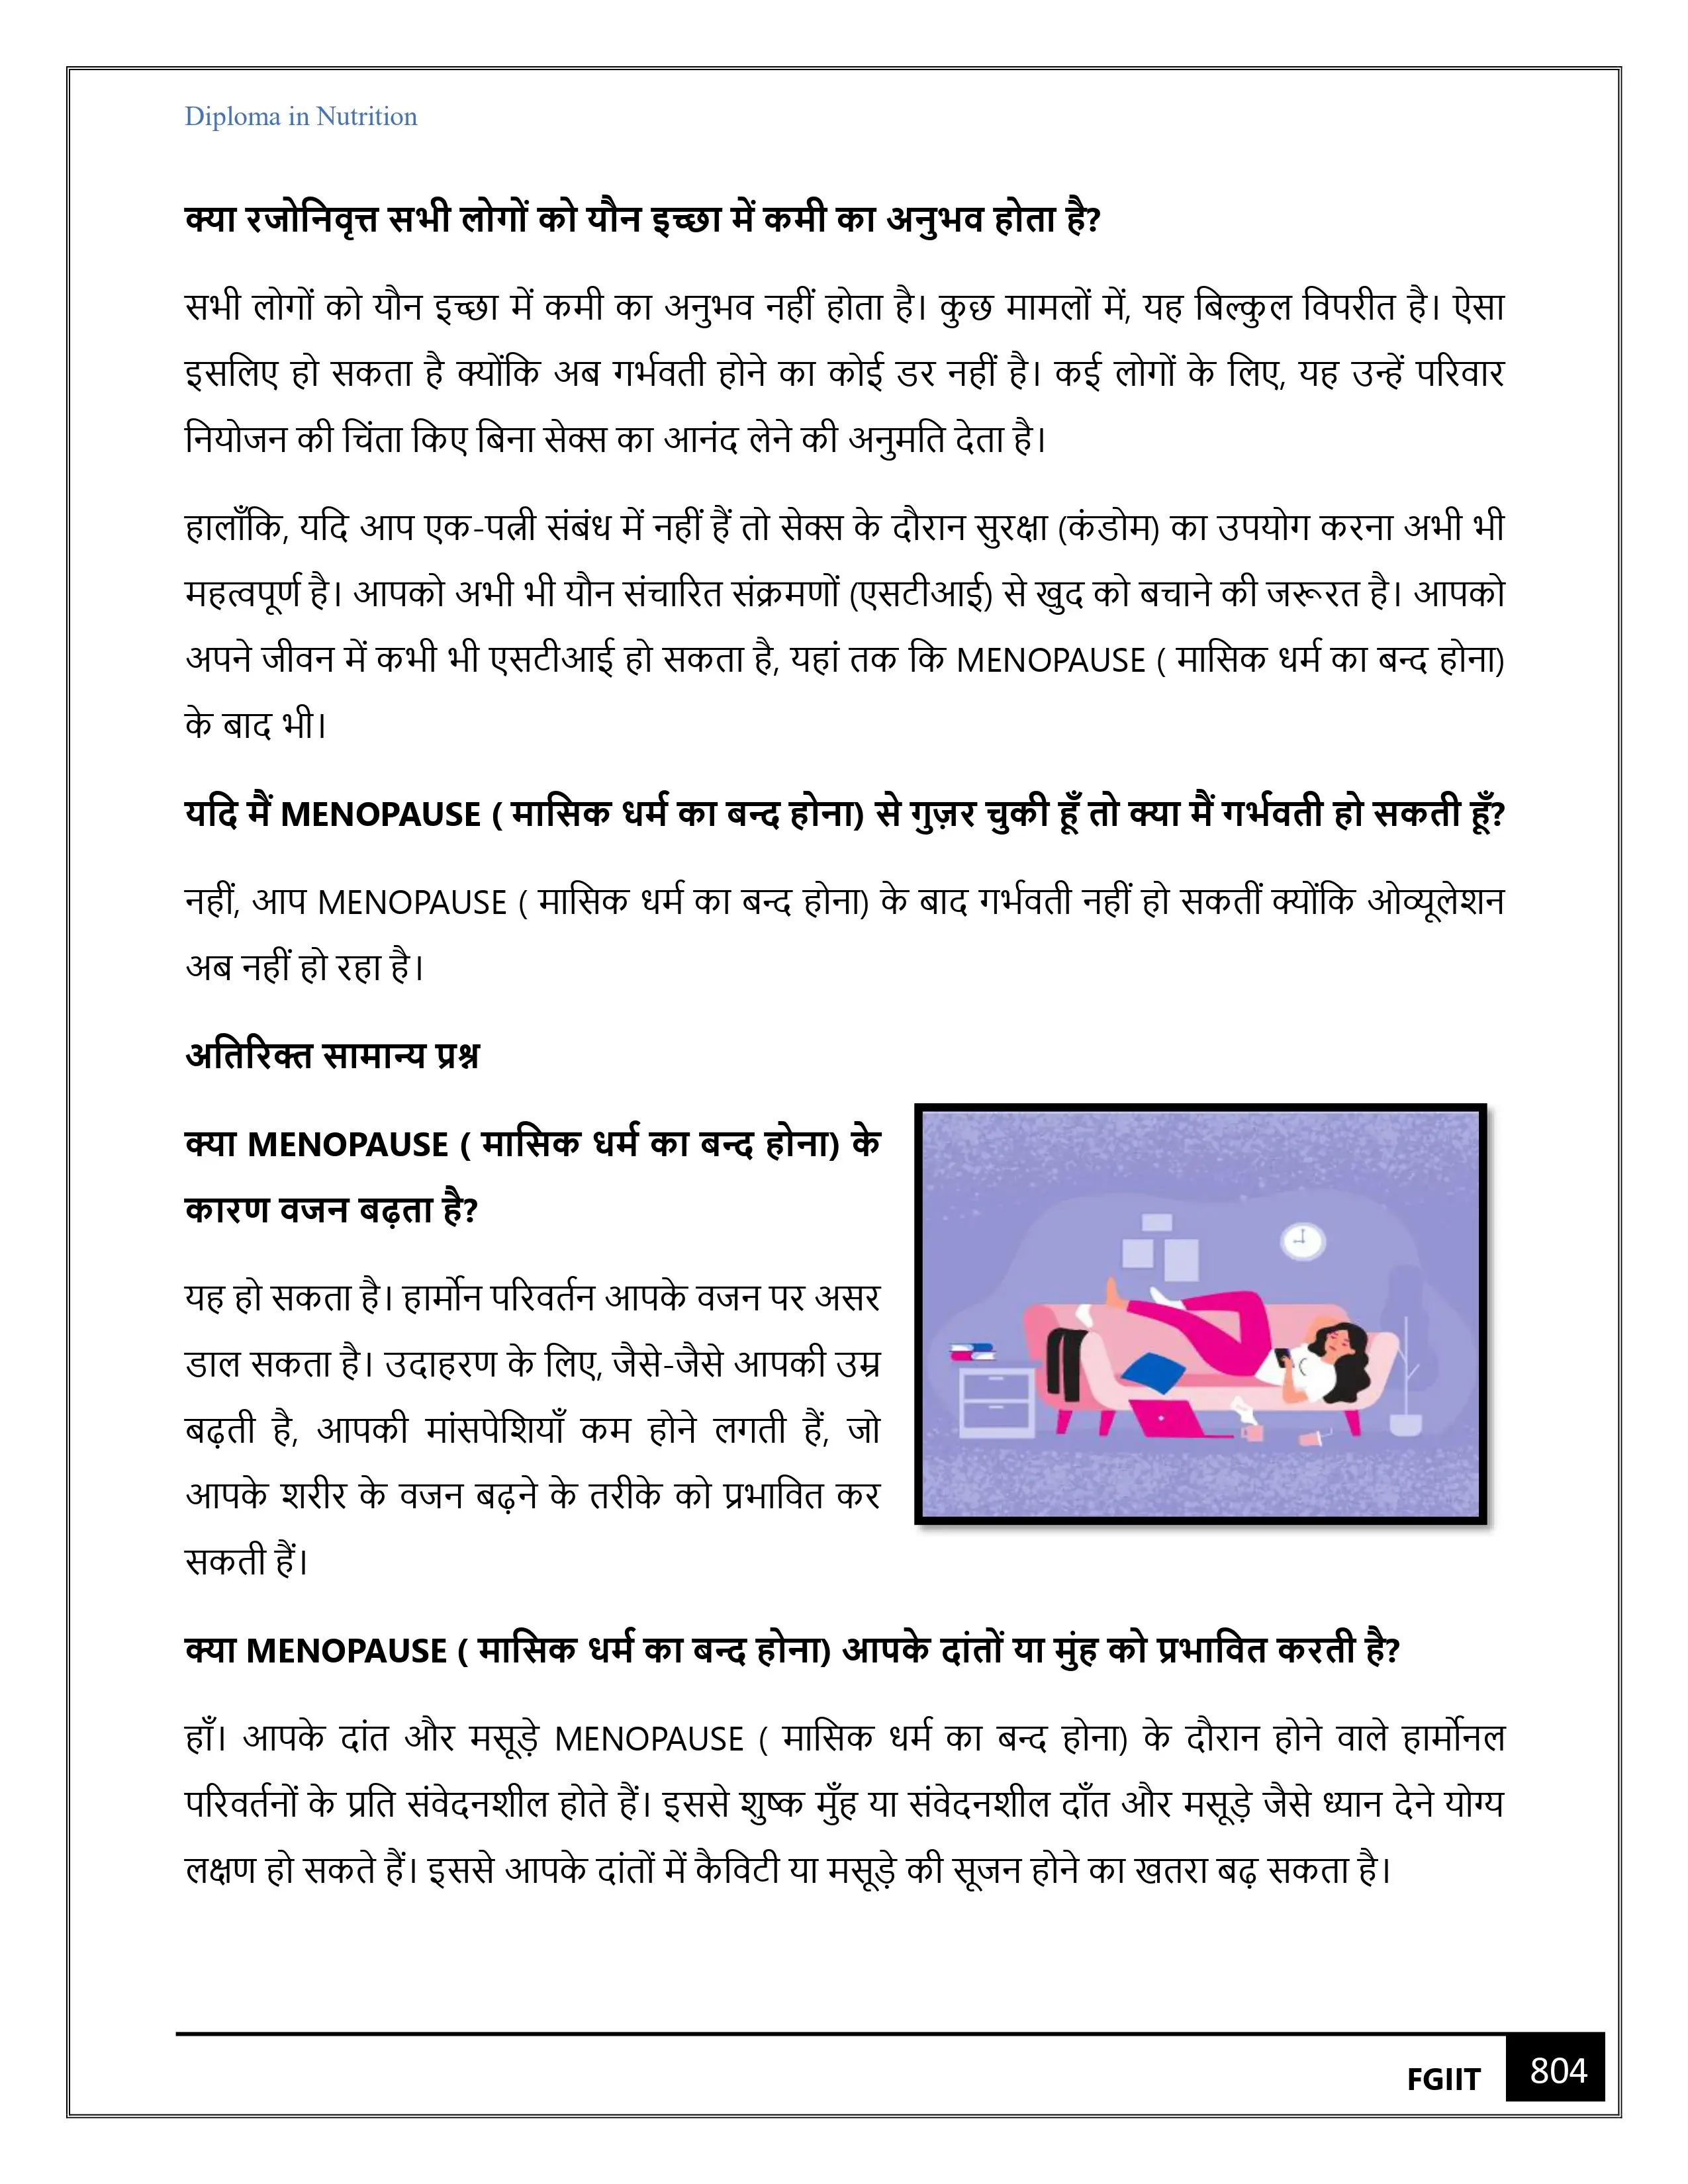 Diploma in Nutrition
क्या रजोनिवृत्त सभी लोगों को यौन इच्छा में कमी का अनुभव होता है?
सभी लोगों को यौन इच्छा में कमी का अनुभव नहीं होता है। कुछ मामलों में, यह बिल्कुल विपरीत है। ऐसा
इसलिए हो सकता है क्योंकि अब गर्भवती होने का कोई डर नहीं है। कई लोगों के लिए, यह उन्हें परिवार
नियोजन की चिंता किए बिना सेक्स का आनंद लेने की अनुमति देता है।
हालाँकि, यदि आप एक-पत्नी संबंध में नहीं हैं तो सेक्स के दौरान सुरक्षा (कंडोम) का उपयोग करना अभी भी
महत्वपूर्ण है। आपको अभी भी यौन संचारित संक्रमणों (एसटीआई) से खुद को बचाने की जरूरत है। आपको
अपने जीवन में कभी भी एसटीआई हो सकता है, यहां तक कि MENOPAUSE ( मासिक धर्म का बन्द होना)
के बाद भी।
यदि मैं MENOPAUSE ( मासिक धर्म का बन्द होना) से गुज़र चुकी हूँ तो क्या मैं गर्भवती हो सकती हूँ?
नहीं, आप MENOPAUSE ( मासिक धर्म का बन्द होना) के बाद गर्भवती नहीं हो सकतीं क्योंकि ओव्यूलेशन
अब नहीं हो रहा है।
अतिरिक्त सामान्य प्रश्न
क्या MENOPAUSE ( मासिक धर्म का बन्द होना) के
कारण वजन बढ़ता है?
यह हो सकता है। हार्मोन परिवर्तन आपके वजन पर असर
डाल सकता है। उदाहरण के लिए, जैसे-जैसे आपकी उम्र
बढ़ती है, आपकी मांसपेशियाँ कम होने लगती हैं, जो
आपके शरीर के वजन बढ़ने के तरीके को प्रभावित कर
सकती हैं।
क्या MENOPAUSE ( मासिक धर्म का बन्द होना) आपके दांतों या मुंह को प्रभावित करती है?
हाँ। आपके दांत और मसूड़े MENOPAUSE ( मासिक धर्म का बन्द होना) के दौरान होने वाले हार्मोनल
परिवर्तनों के प्रति संवेदनशील होते हैं। इससे शुष्क मुँह या संवेदनशील दाँत और मसूड़े जैसे ध्यान देने योग्य
लक्षण हो सकते हैं। इससे आपके दांतों में कैविटी या मसूड़े की सूजन होने का खतरा बढ़ सकता है।
FGIIT 804